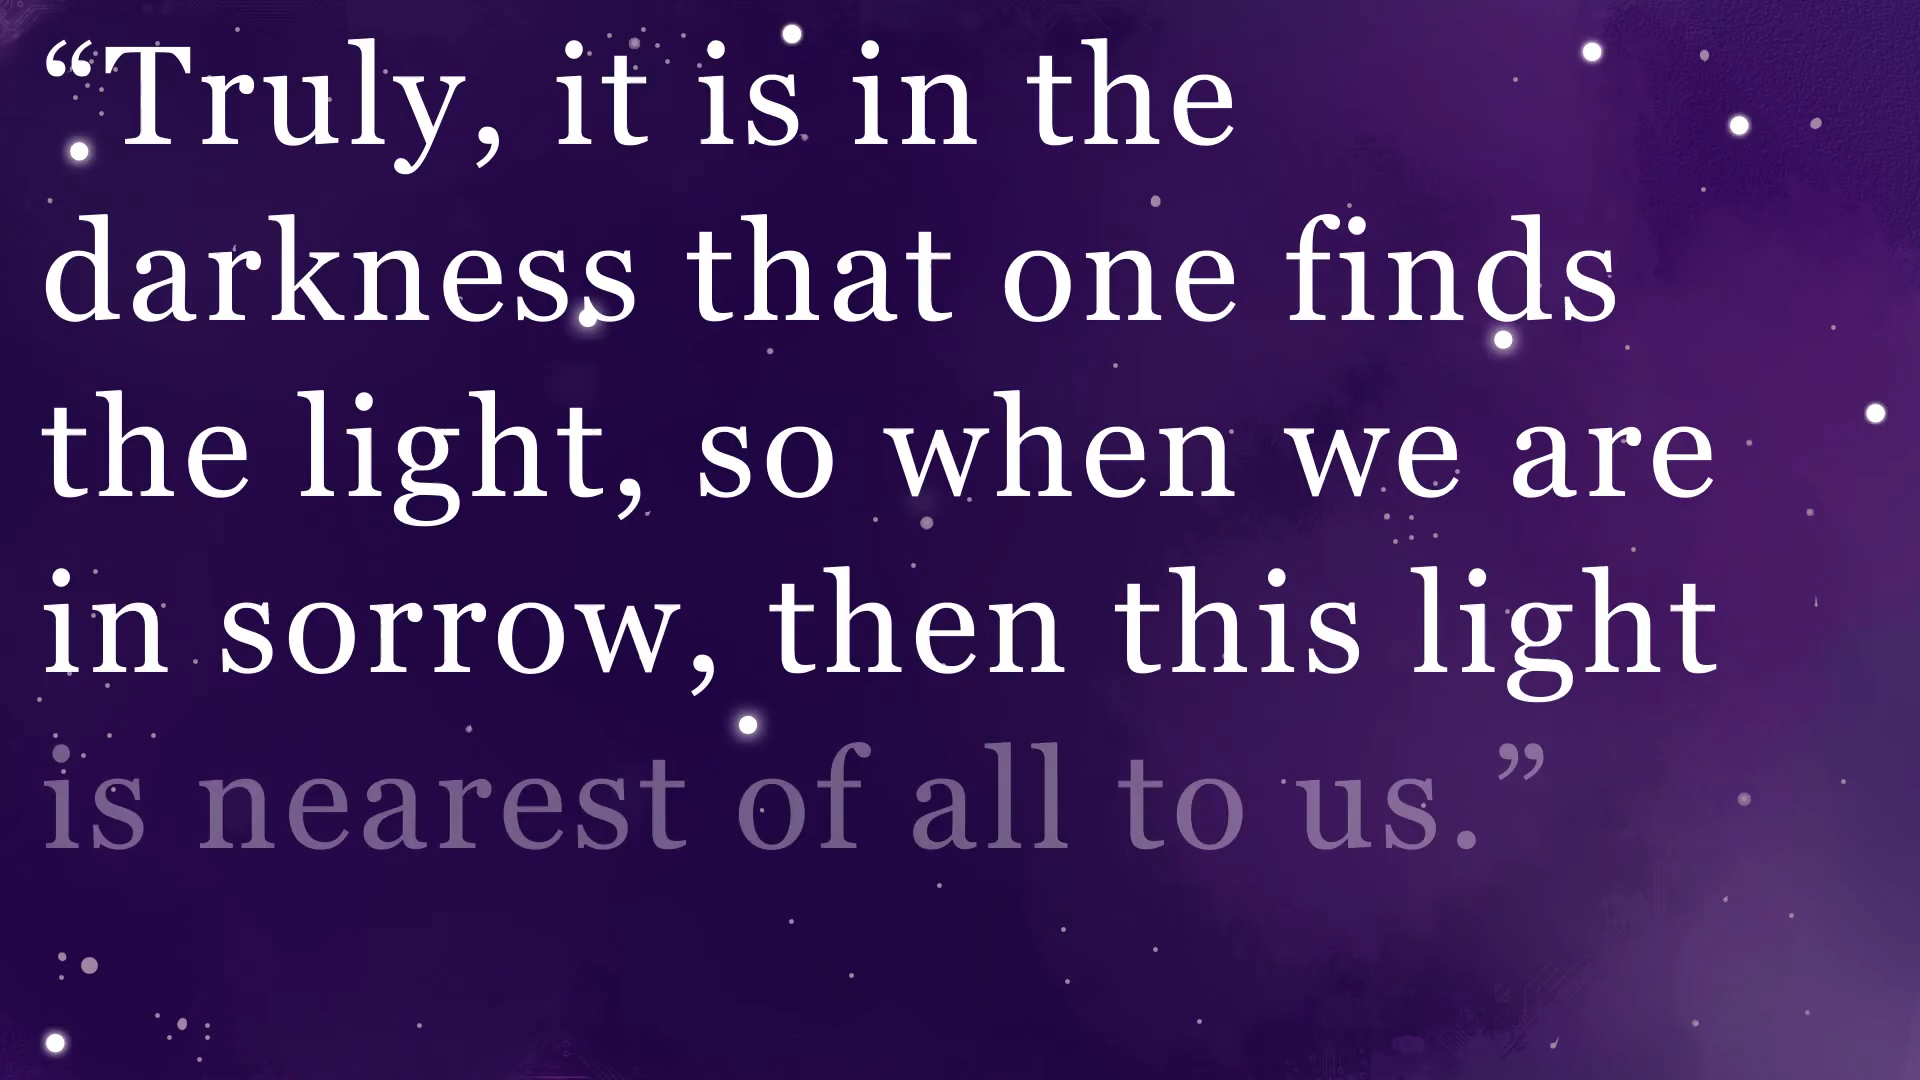 “Truly, it is in the
darkness that one finds
the light, so when we are
in sorrow, then this light
is nearest of all to us.”